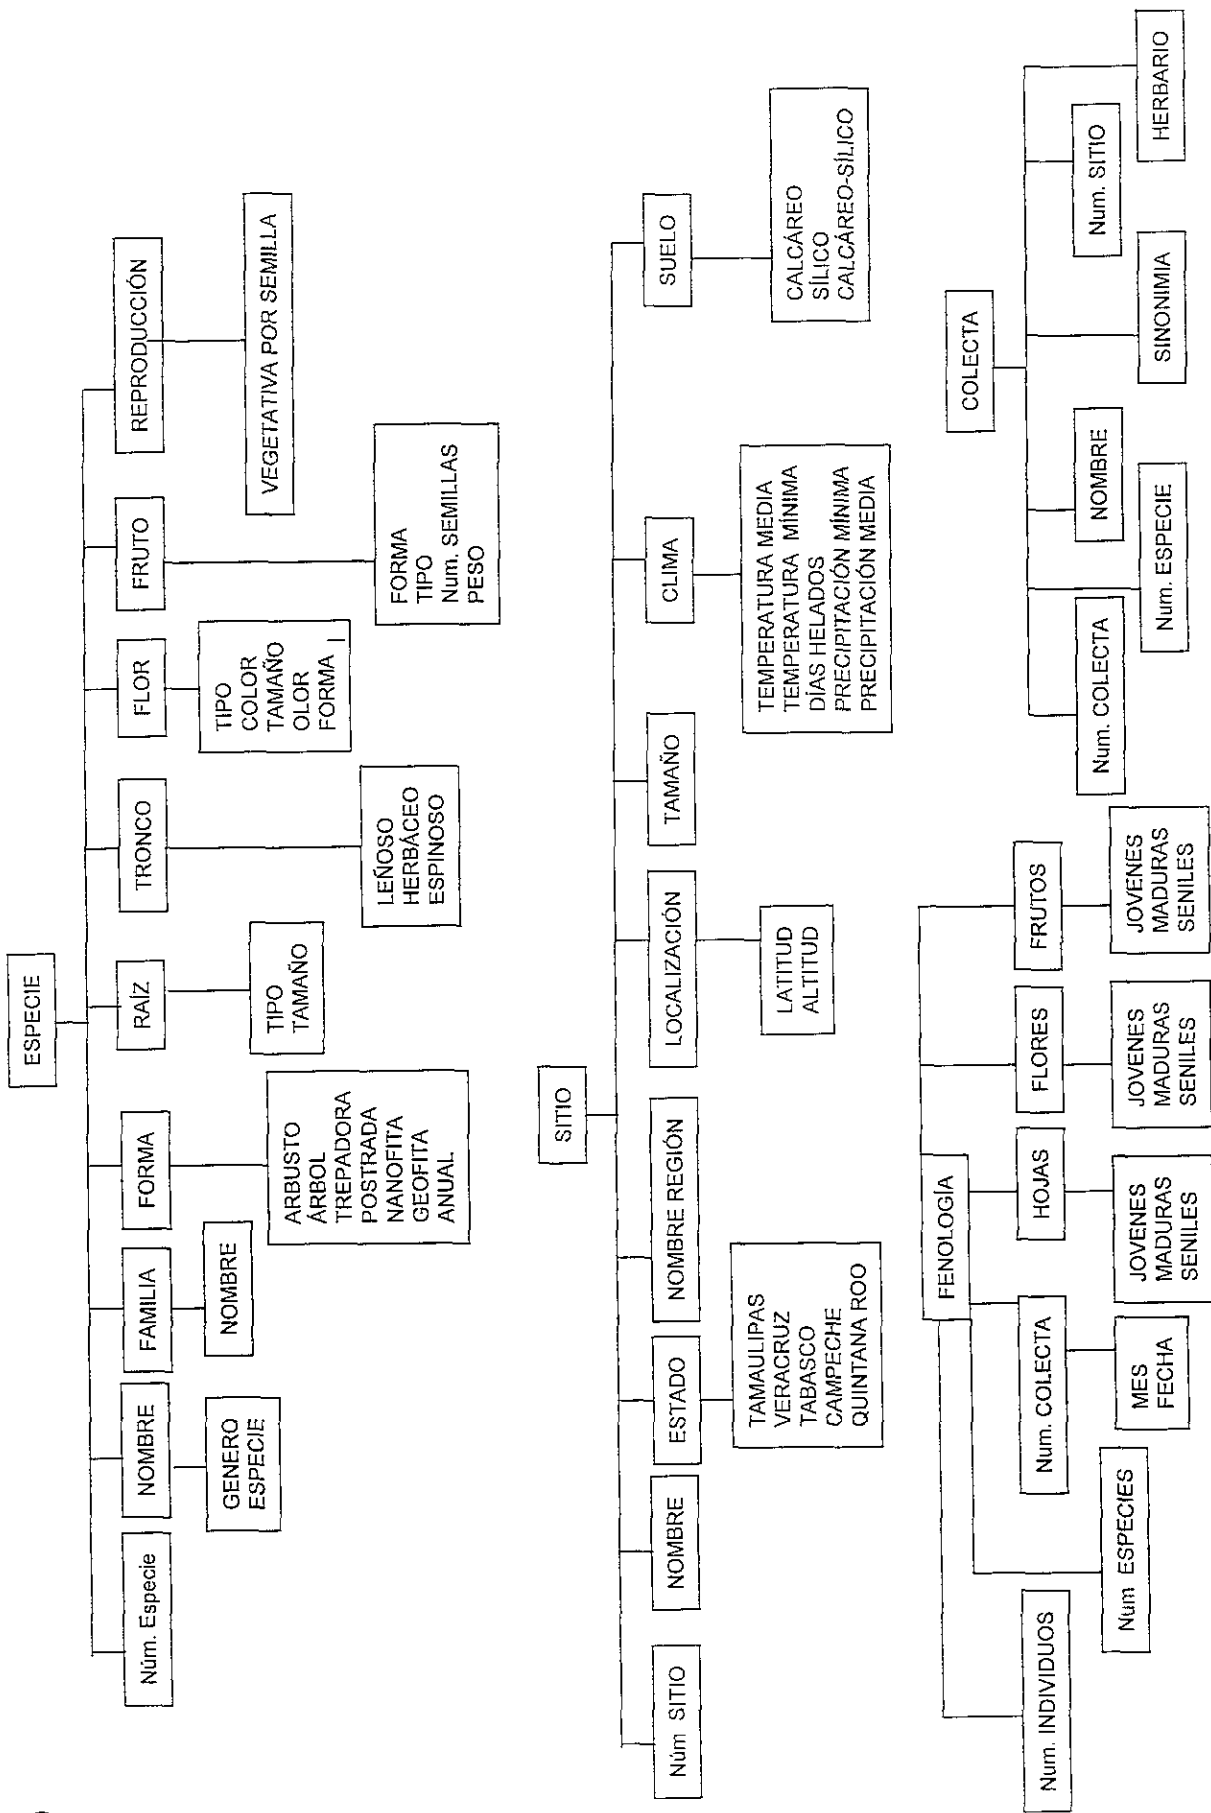 ESPECIE
Núm. Especie
NOMBRE
GENERO
ESPECIE
FAMILIA
NOMBRE
FORMA
ARBUSTO
ÁRBOL
TREPADORA
POSTRADA
NANOFITA
GEOFITA
ANUAL
RAÍZ
TIPO
TAMAÑO
TRONCO
LEÑOSO
HERBÁCEO
ESPINOSO
FLOR
TIPO
COLOR
TAMAÑO
OLOR
FORMA
FRUTO
FORMA
TIPO
Num. SEMILLAS
PESO
REPRODUCCIÓN
VEGETATIVA POR SEMILLA
SITIO
Núm SITIO
NOMBRE
ESTADO
TAMAULIPAS
VERACRUZ
TABASCO
CAMPECHE
QUINTANA ROO
NOMBRE REGIÓN
LOCALIZACIÓN
LATITUD
ALTITUD
TAMAÑO
CLIMA
TEMPERATURA MEDIA
TEMPERATURA MÍNIMA
DÍAS HELADOS
PRECIPITACIÓN MÍNIMA
PRECIPITACIÓN MEDIA
SUELO
CALCÁREO
SÍLICO
CALCÁREO-SÍLICO
FENOLOGÍA
Num. INDIVIDUOS
Num ESPECIES
Num. COLECTA
MES
FECHA
HOJAS
JOVENES
MADURAS
SENILES
FLORES
JOVENES
MADURAS
SENILES
FRUTOS
JOVENES
MADURAS
SENILES
COLECTA
Num. COLECTA
Num. ESPECIE
NOMBRE
SINONIMIA
Num. SITIO
HERBARIO